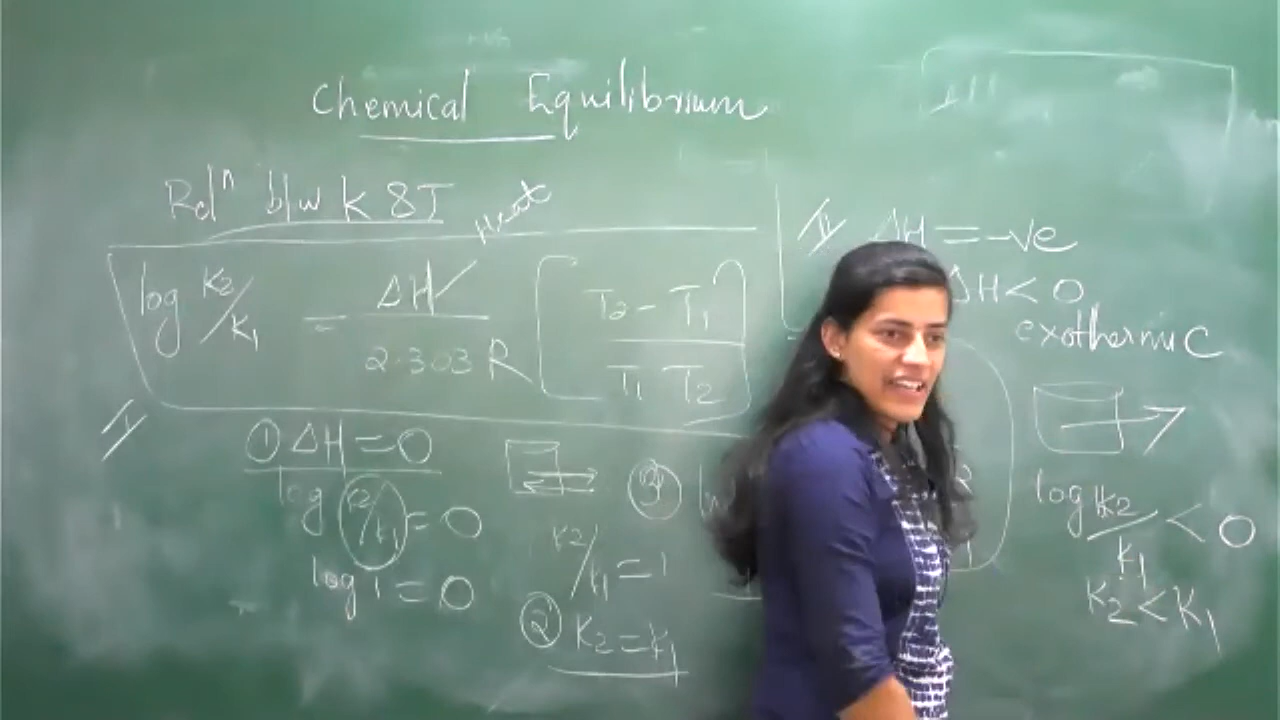 Chemical Equilibrium
Relⁿ b/w K & T
Heat
log K2/K1 = ΔH / 2.303 R [T2 - T1 / T1 T2]
I
① ΔH = 0
log K2/K1 = 0
log 1 = 0
K2/K1 = 1
② K2 = K1
③
II ΔH = -ve
ΔH < 0
exothermic
log K2/K1 < 0
K2 < K1